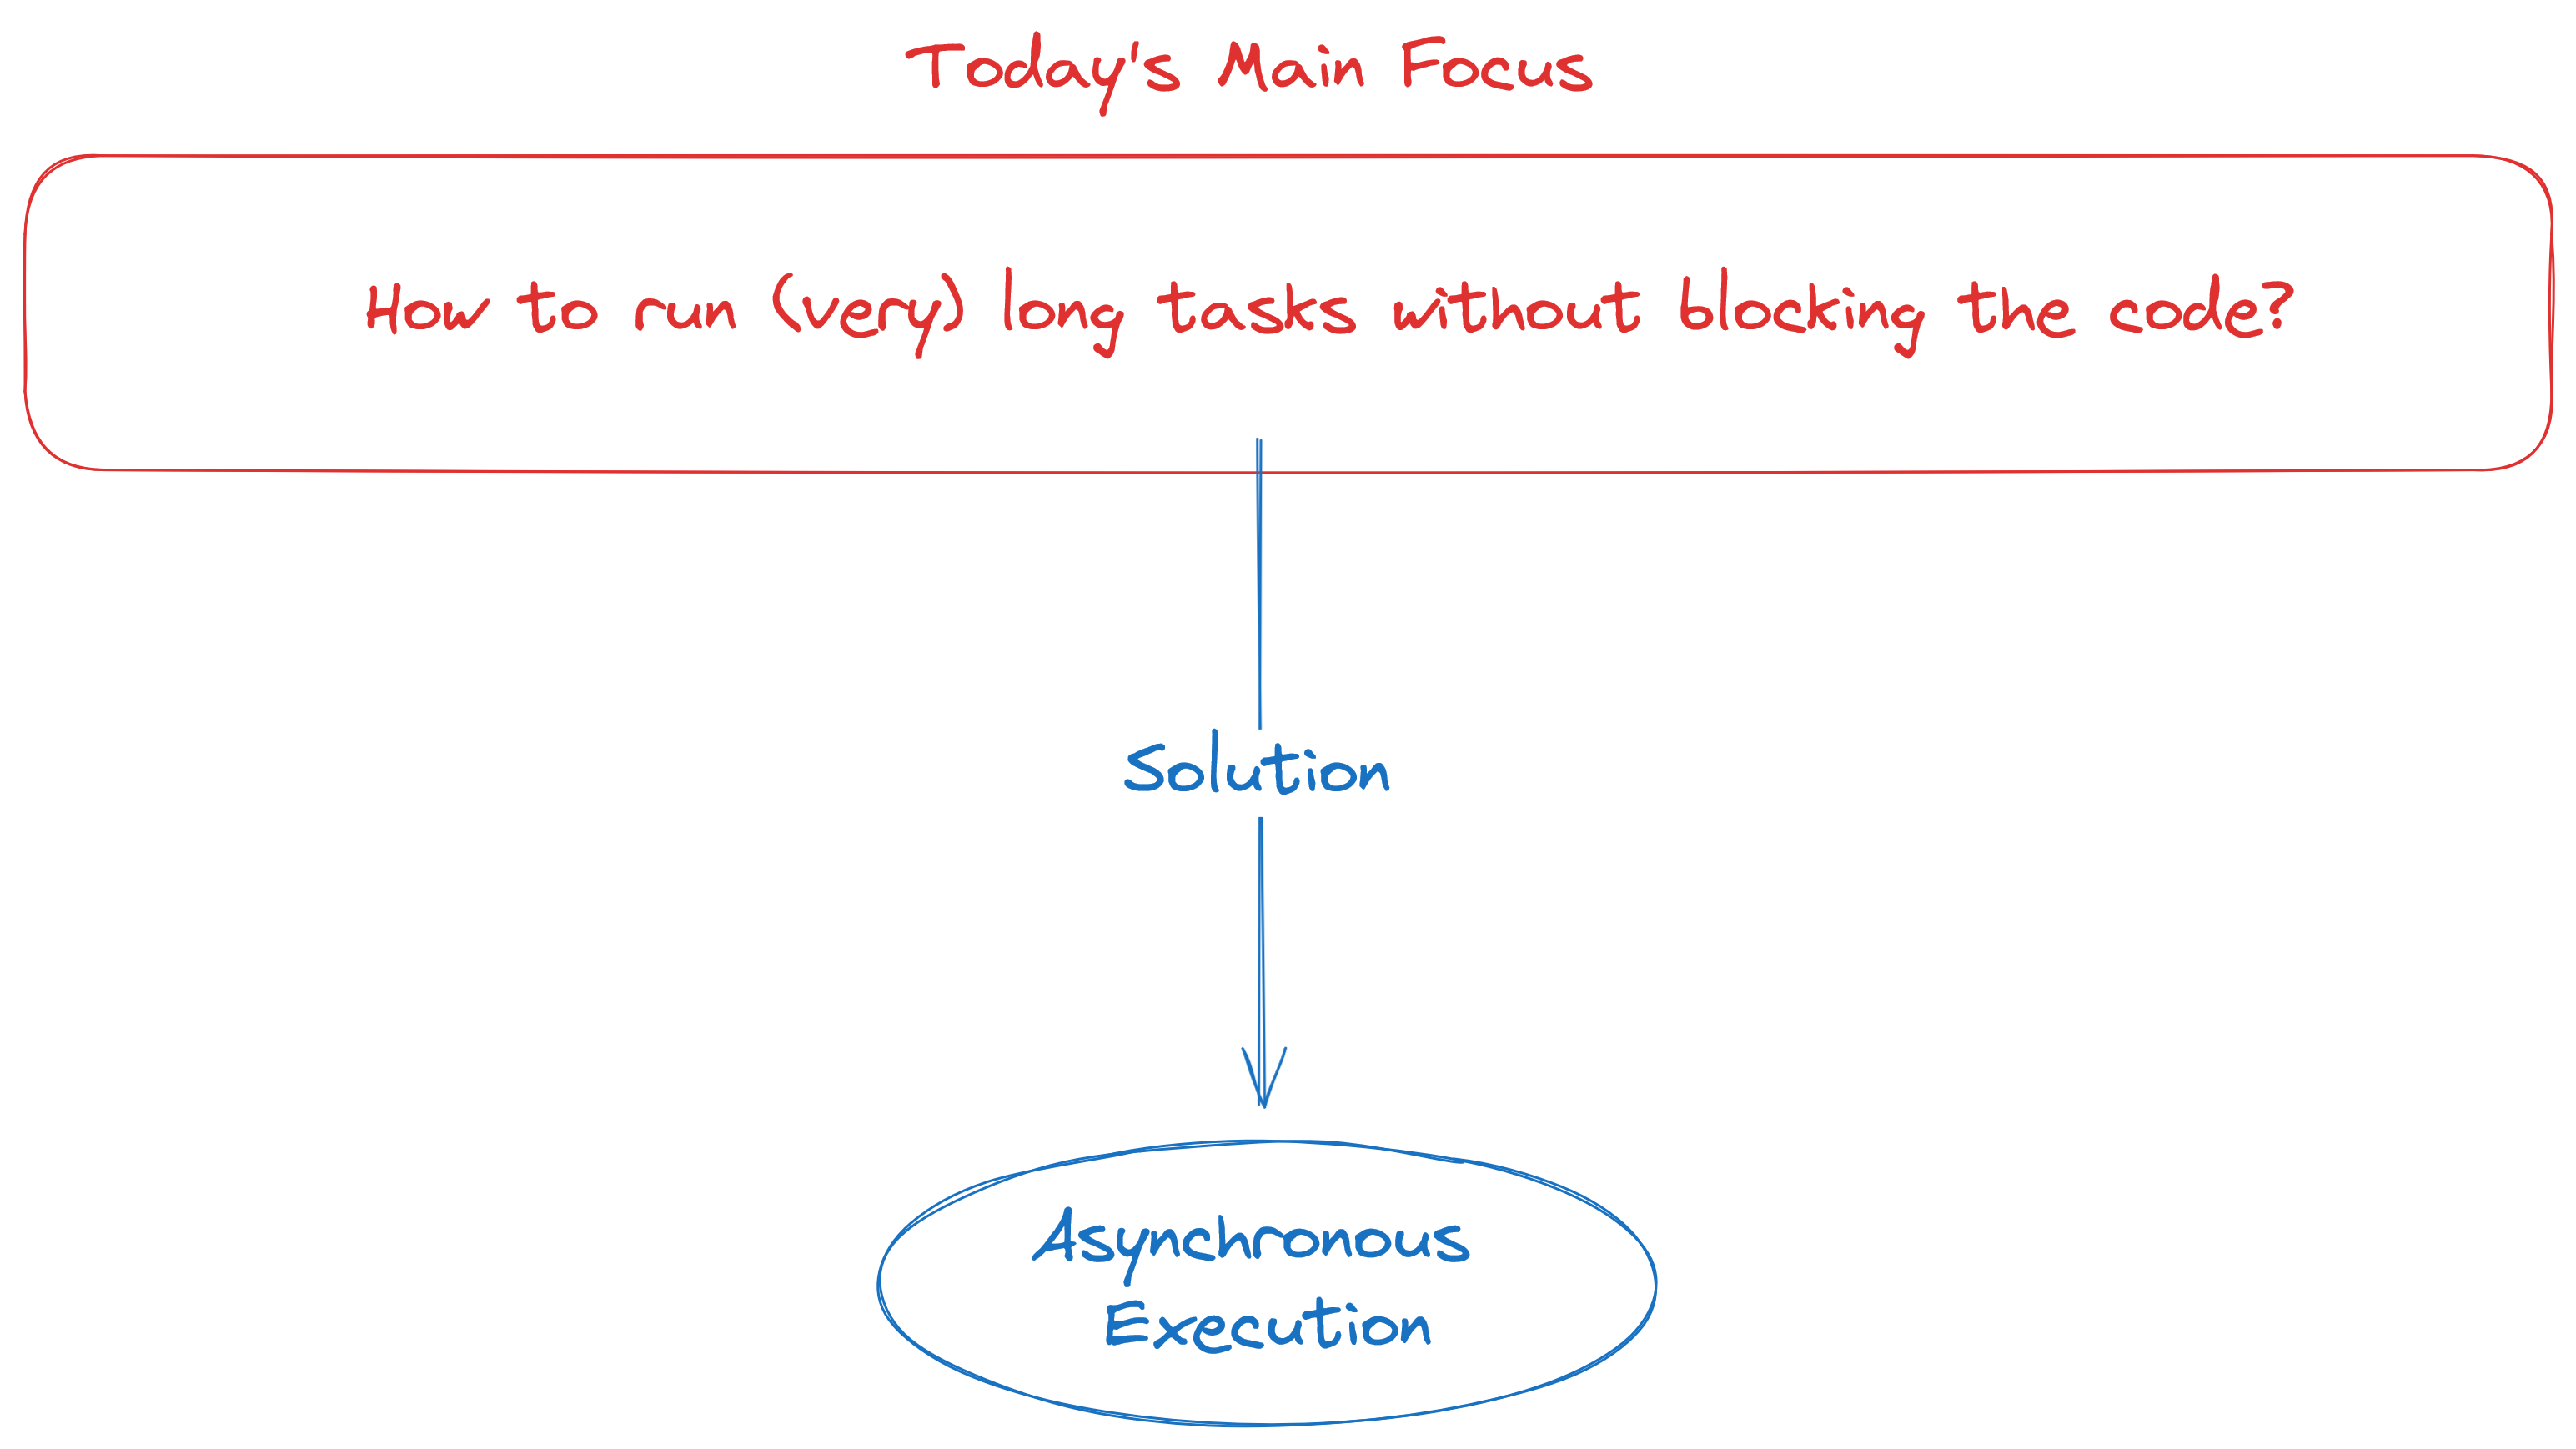 Today's Main Focus
How to run (very) long tasks without blocking the code?
Solution
Asynchronous
Execution